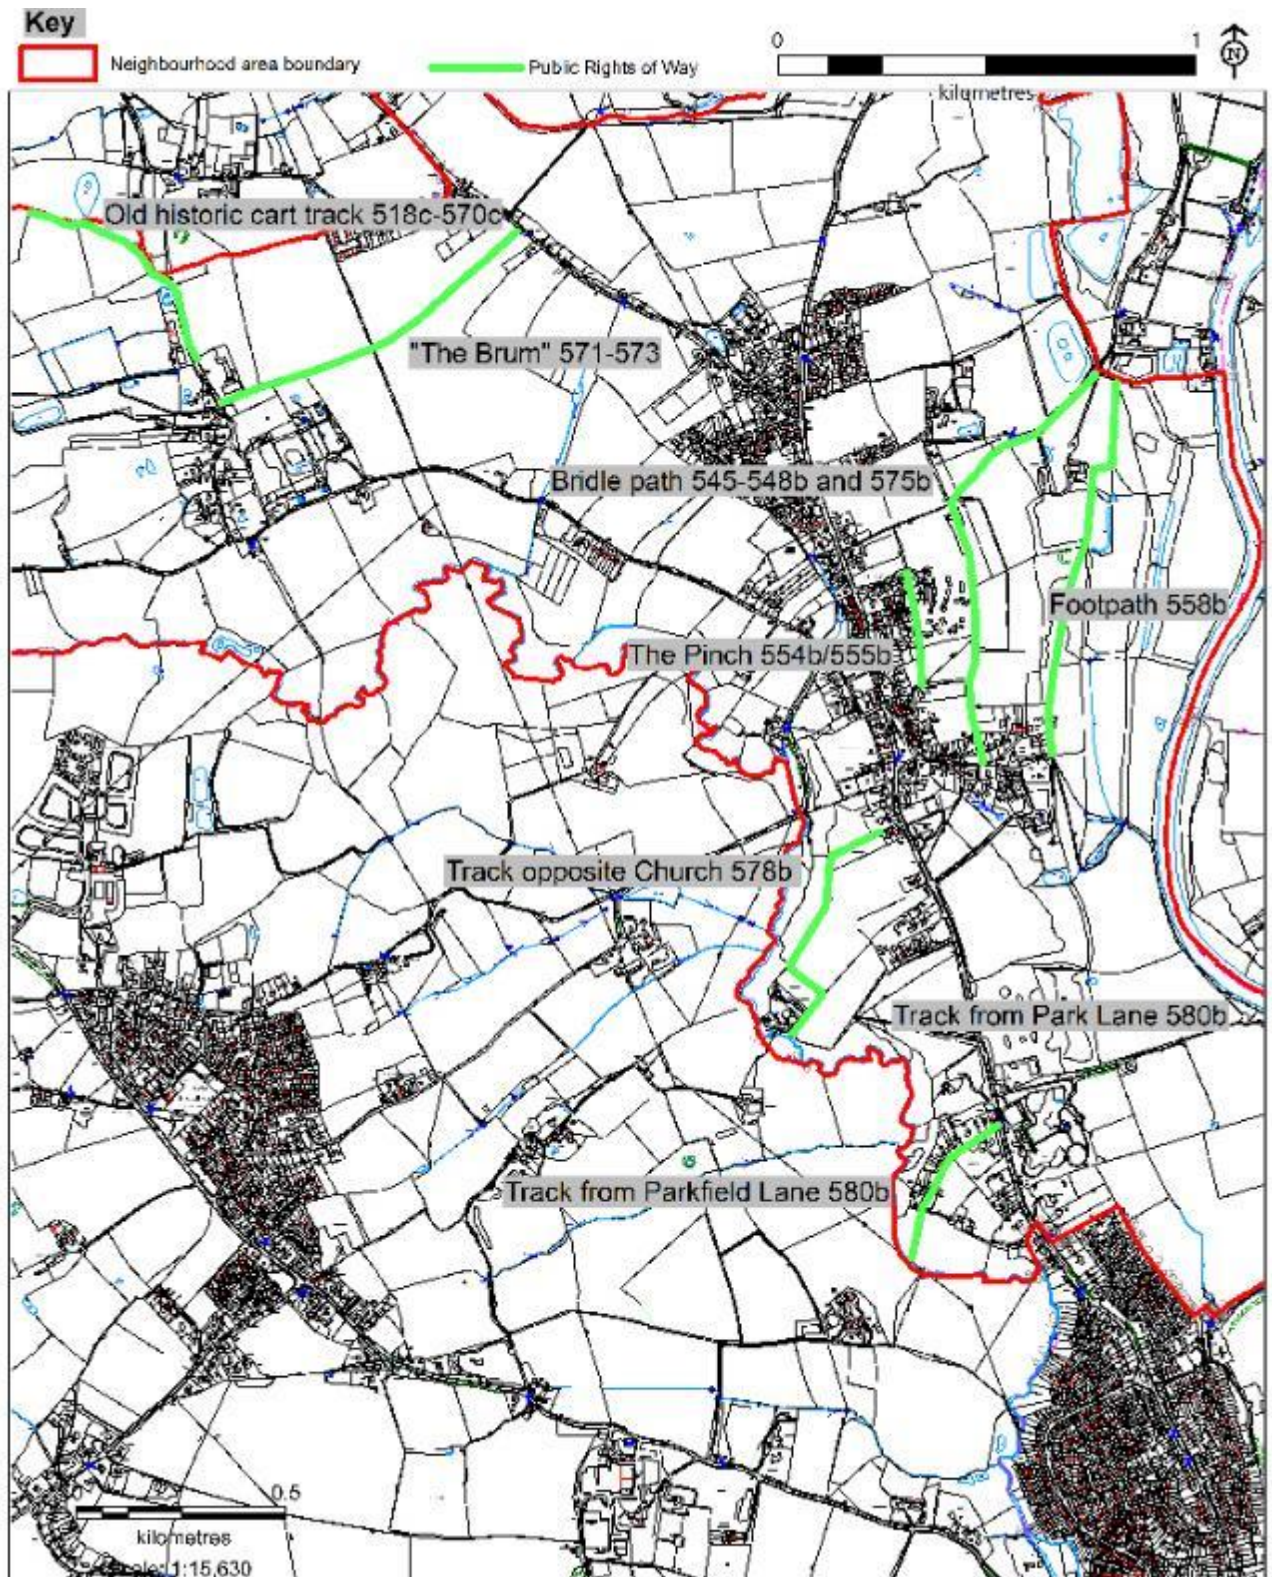 Key
Neighbourhood area boundary
Public Rights of Way
0 1
kilometres
N
Old historic cart track 518c-570c
"The Brum" 571-573
Bridle path 545-548b and 575b
Footpath 558b
The Pinch 554b/555b
Track opposite Church 578b
Track from Park Lane 580b
Track from Parkfield Lane 580b
0.5
kilometres
1:15,630